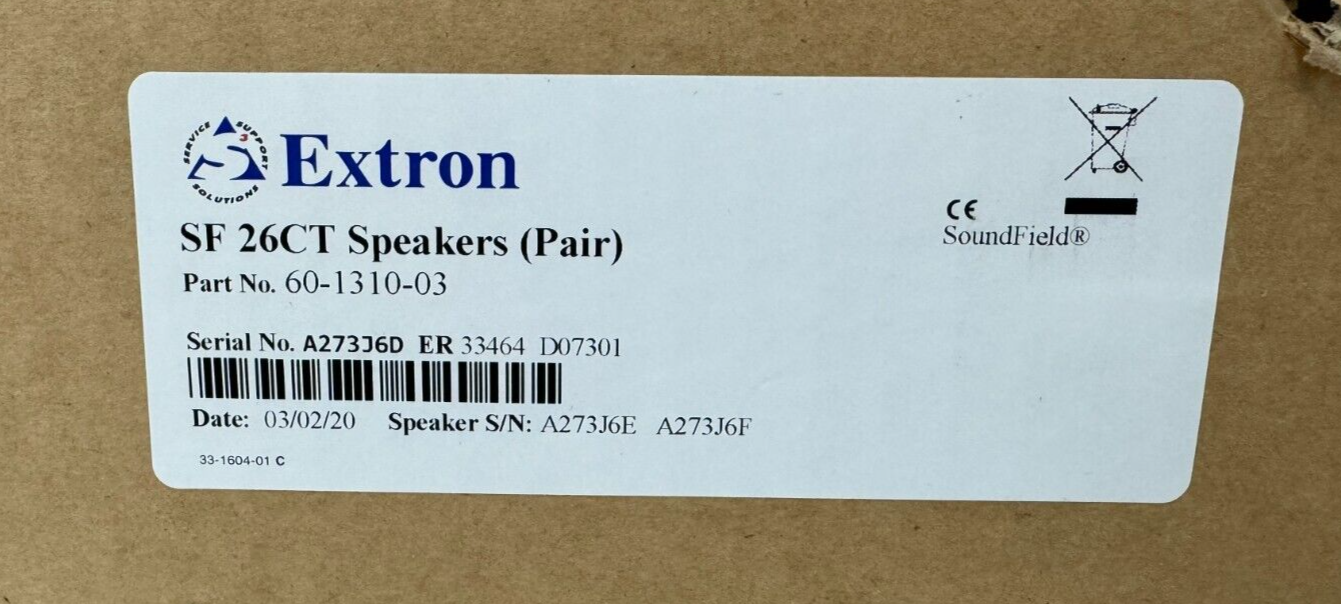 SERVICE SUPPORT SOLUTIONS
3
Extron
SF 26CT Speakers (Pair)
Part No. 60-1310-03
CE
SoundField®
Serial No. A273J6D ER 33464 D07301
Date: 03/02/20 Speaker S/N: A273J6E A273J6F
33-1604-01 C